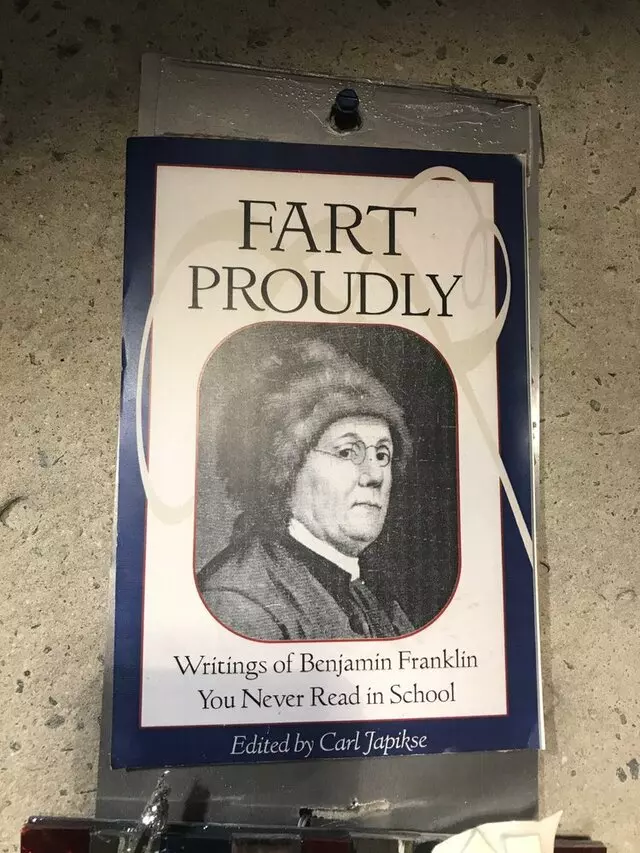 FART
PROUDLY
Writings of Benjamin Franklin
You Never Read in School
Edited by Carl Japikse